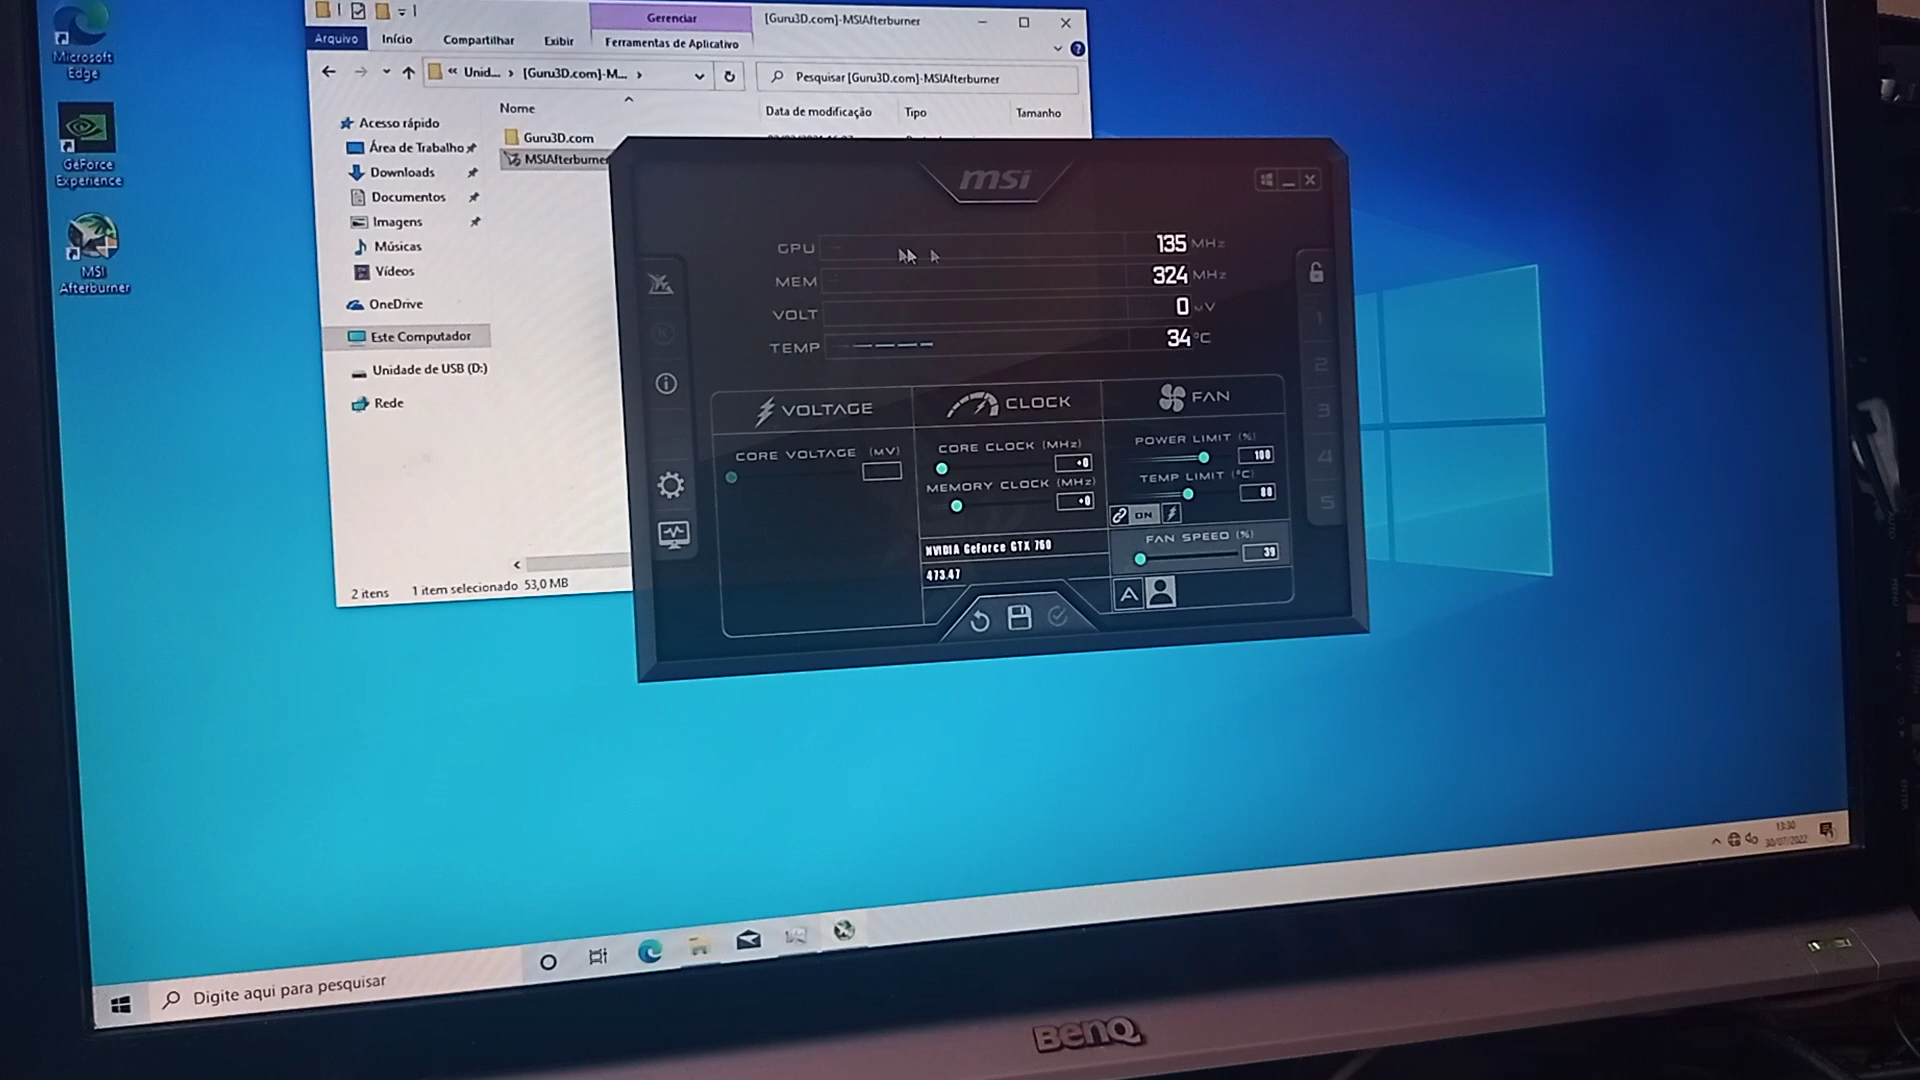 Microsoft
Edge
GeForce
Experience
MSI
Afterburner
Gerenciar
[Guru3D.com]-MSIAfterburner
Arquivo
Início
Compartilhar
Exibir
Ferramentas de Aplicativo
« Unid... › [Guru3D.com]-M... ›
Pesquisar [Guru3D.com]-MSIAfterburner
Nome
Data de modificação
Tipo
Tamanho
Acesso rápido
Área de Trabalho
Downloads
Documentos
Imagens
Músicas
Vídeos
OneDrive
Este Computador
Unidade de USB (D:)
Rede
Guru3D.com
MSIAfterburner
2 itens
1 item selecionado 53,0 MB
msi
GPU 135 MHz
MEM 324 MHz
VOLT 0 MV
TEMP 34 °C
1
2
3
4
5
VOLTAGE
CLOCK
FAN
CORE VOLTAGE (MV)
CORE CLOCK (MHz)
+0
MEMORY CLOCK (MHz)
+0
POWER LIMIT (%)
100
TEMP LIMIT (°C)
80
ON
FAN SPEED (%)
39
A
NVIDIA GeForce GTX 760
473.47
Digite aqui para pesquisar
13:30
30/07/2022
BenQ